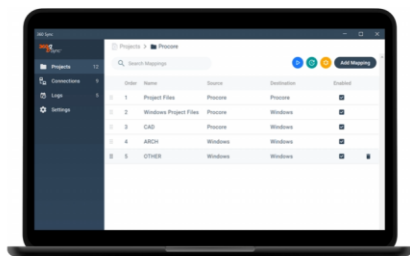 360 Sync
Projects > Procore
Projects 12
Search Mappings
Add Mapping
Connections
Order Name Source Destination Enabled
Logs
1 Project Files Procore Procore
Settings
2 Windows Project Files Procore Windows
3 CAD Procore Windows
4 ARCH Windows Windows
5 OTHER Windows Windows